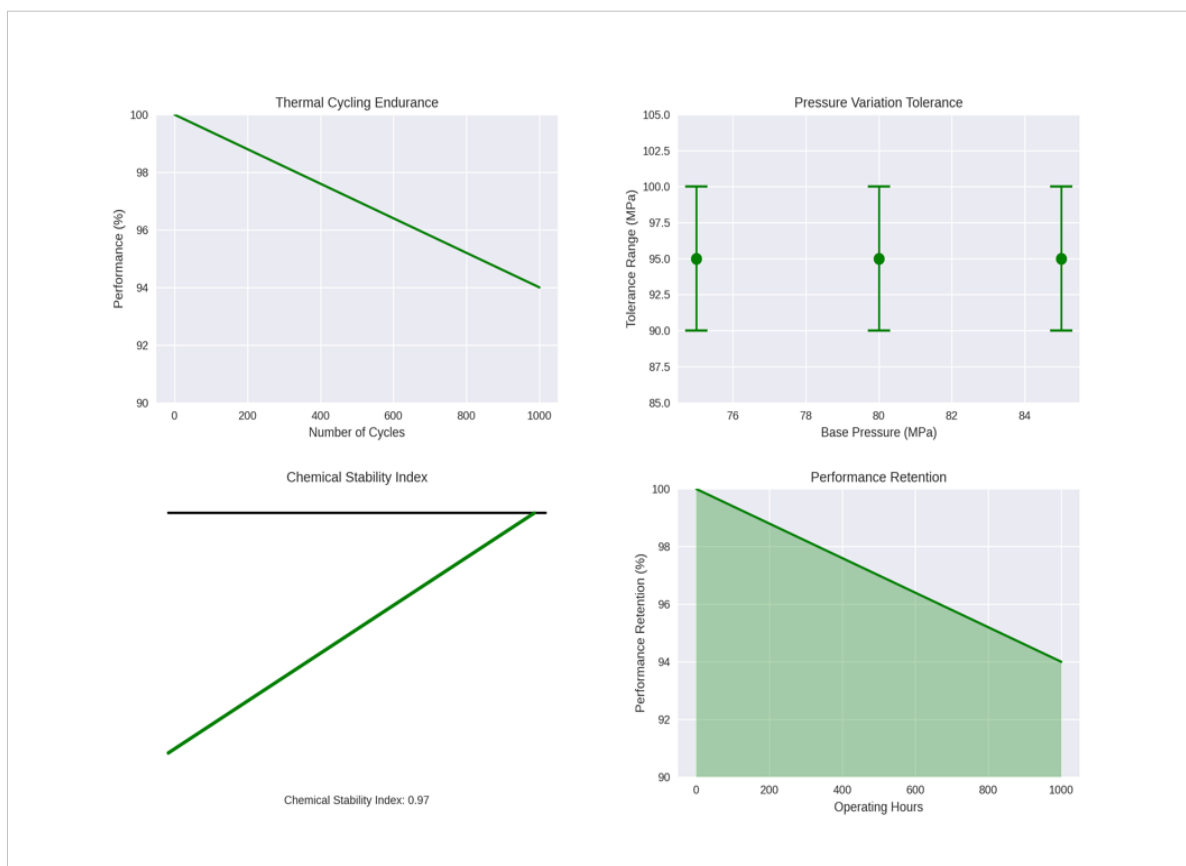 Thermal Cycling Endurance
100
98
96
94
92
90
Performance (%)
0 200 400 600 800 1000
Number of Cycles
Pressure Variation Tolerance
105.0
102.5
100.0
97.5
95.0
92.5
90.0
87.5
85.0
Tolerance Range (MPa)
76 78 80 82 84
Base Pressure (MPa)
Chemical Stability Index
Chemical Stability Index: 0.97
Performance Retention
100
98
96
94
92
90
Performance Retention (%)
0 200 400 600 800 1000
Operating Hours